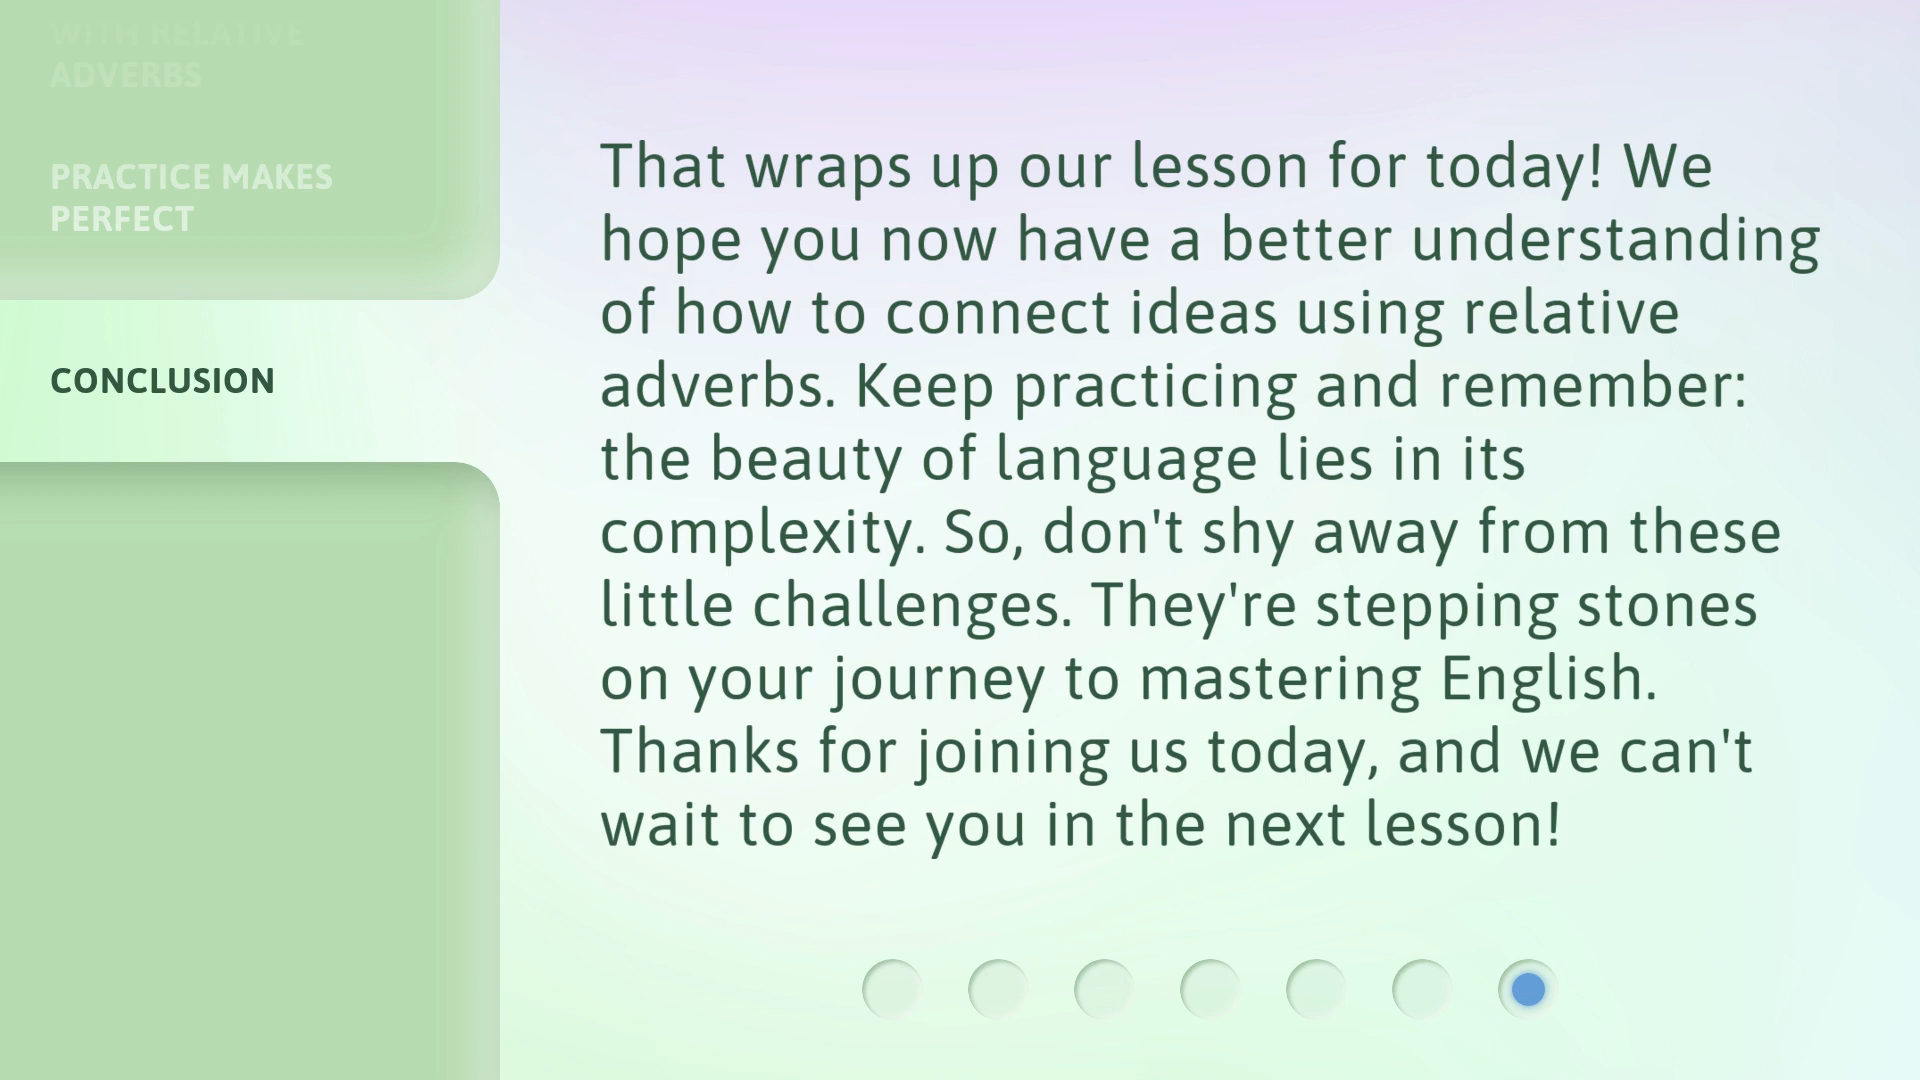 WITH RELATIVE
ADVERBS
PRACTICE MAKES
PERFECT
CONCLUSION
That wraps up our lesson for today! We
hope you now have a better understanding
of how to connect ideas using relative
adverbs. Keep practicing and remember:
the beauty of language lies in its
complexity. So, don't shy away from these
little challenges. They're stepping stones
on your journey to mastering English.
Thanks for joining us today, and we can't
wait to see you in the next lesson!